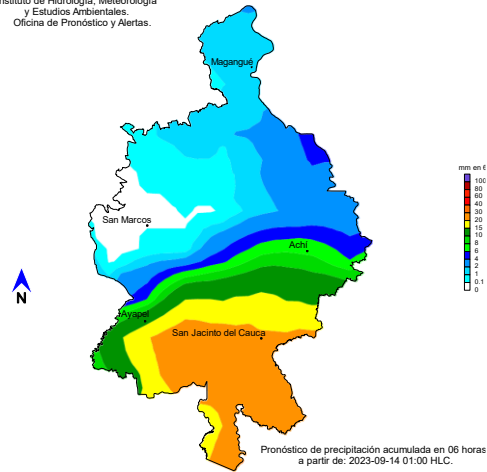 Instituto de Hidrología, Meteorología
y Estudios Ambientales.
Oficina de Pronóstico y Alertas.
Magangué
San Marcos
Achí
Ayapel
San Jacinto del Cauca
N
mm en 6
100
80
60
40
30
20
15
10
8
6
4
2
1
0.1
0
Pronóstico de precipitación acumulada en 06 horas
a partir de: 2023-09-14 01:00 HLC.